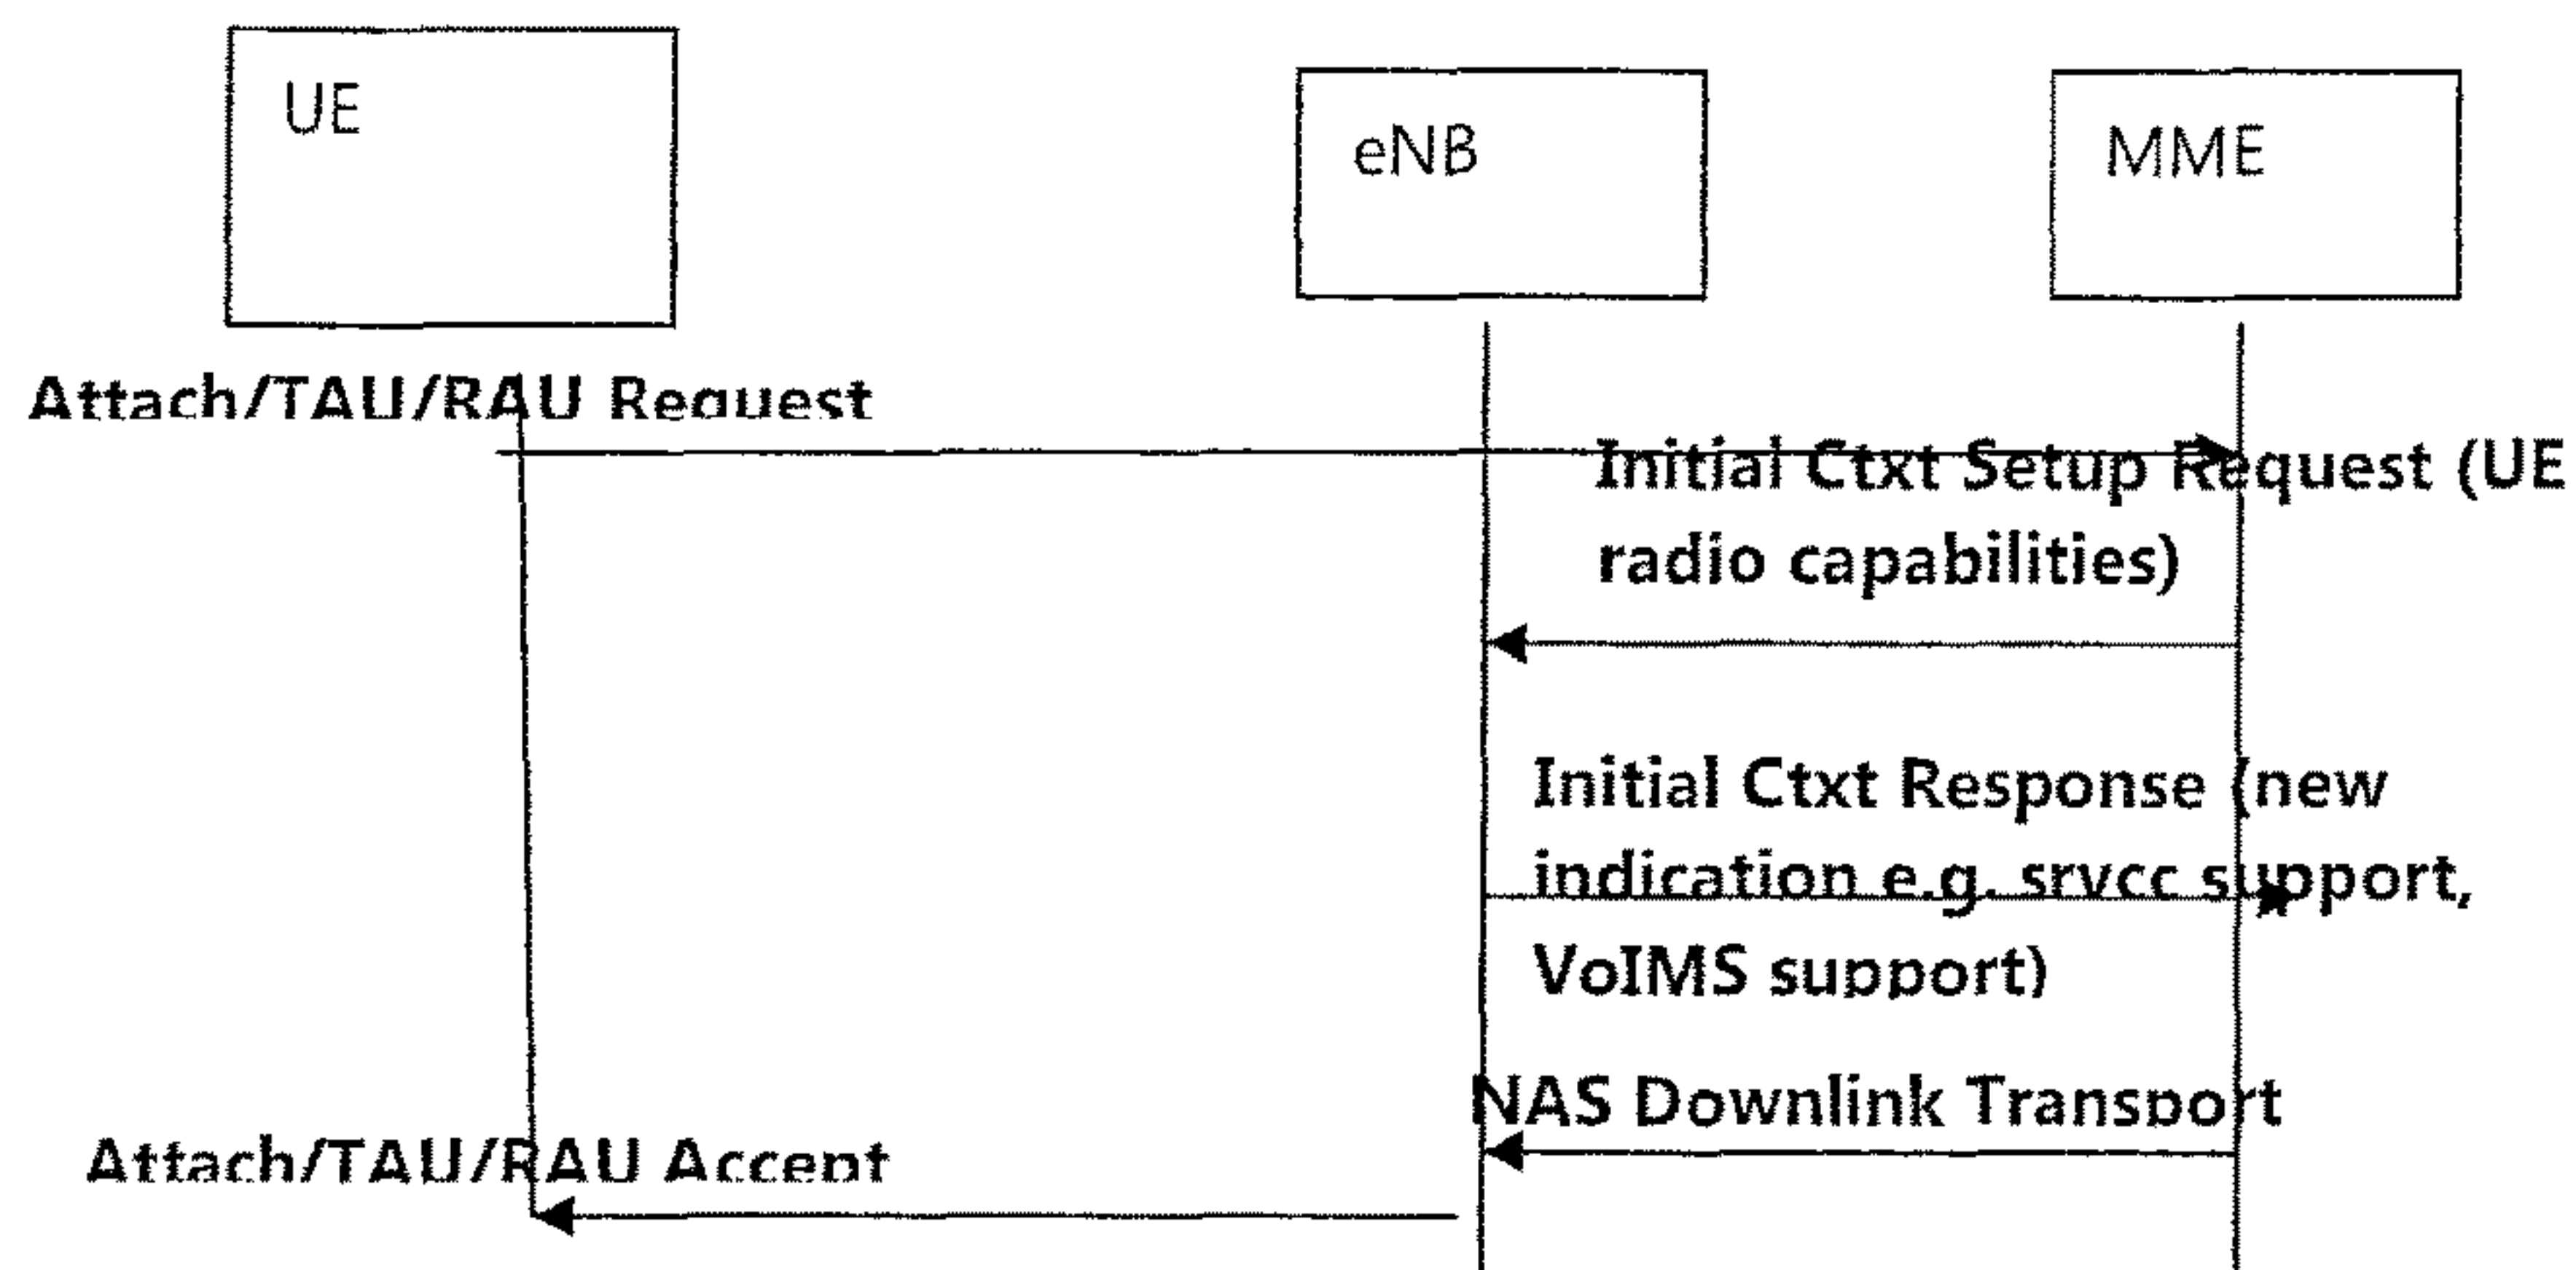 UE
eNB
MME
Attach/TAU/RAU Request
Initial Ctxt Setup Request (UE
radio capabilities)
Initial Ctxt Response (new
indication e.g. srvcc support,
VoIMS support)
NAS Downlink Transport
Attach/TAU/RAU Accept